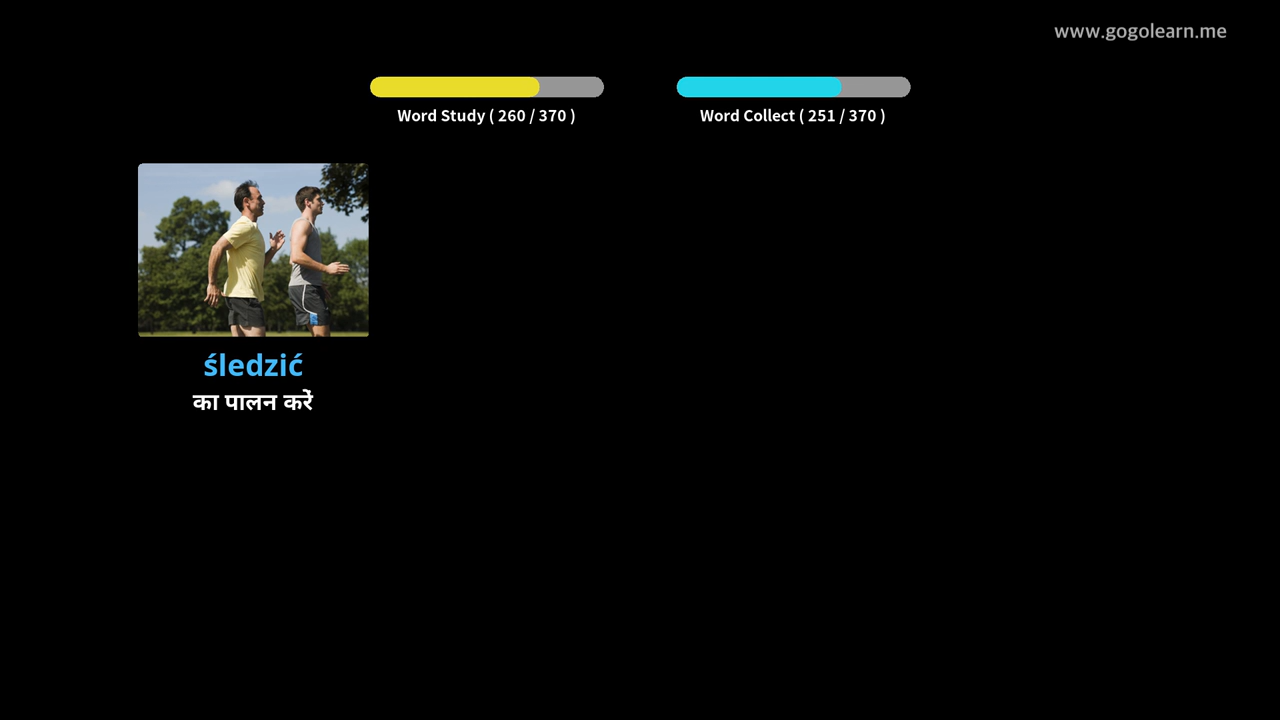 www.gogolearn.me
Word Study ( 260 / 370 )
Word Collect ( 251 / 370 )
śledzić
का पालन करें